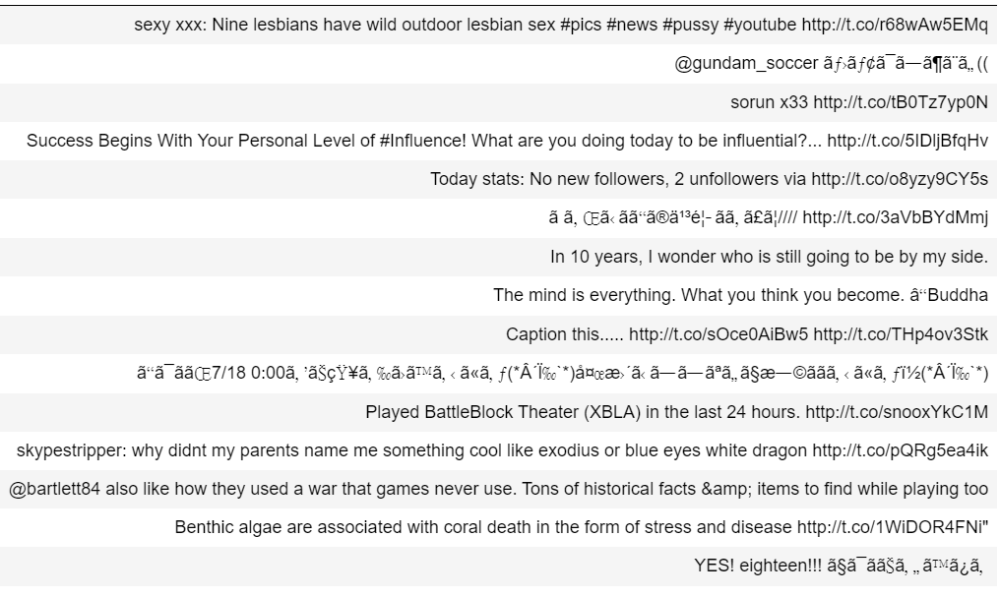 sexy xxx: Nine lesbians have wild outdoor lesbian sex #pics #news #pussy #youtube http://t.co/r68wAw5EMq
@gundam_soccer ãƒ›ãƒ¢ã¯ã—ã¶ã¨ã„((
sorun x33 http://t.co/tB0Tz7yp0N
Success Begins With Your Personal Level of #Influence! What are you doing today to be influential?... http://t.co/5IDljBfqHv
Today stats: No new followers, 2 unfollowers via http://t.co/o8yzy9CY5s
ã ã‚Œã‹ãã“ã®ä¹³é¦-ãã‚ã£ã¦//// http://t.co/3aVbBYdMmj
In 10 years, I wonder who is still going to be by my side.
The mind is everything. What you think you become. â“Buddha
Caption this..... http://t.co/sOce0AiBw5 http://t.co/THp4ov3Stk
ã“ã¯ããŒ7/18 0:00ã‚'ãŠçŸ¥ã‚‰ã›ã™ã‚‹ã«ã‚ƒ(*Â´Ï‰`*)å¤œæ›´ã‹ã—ã—ãªã„ã§æ—©ããã‚‹ã«ã‚ƒï½(*Â´Ï‰`*)
Played BattleBlock Theater (XBLA) in the last 24 hours. http://t.co/snooxYkC1M
skypestripper: why didnt my parents name me something cool like exodius or blue eyes white dragon http://t.co/pQRg5ea4ik
@bartlett84 also like how they used a war that games never use. Tons of historical facts &amp; items to find while playing too
Benthic algae are associated with coral death in the form of stress and disease http://t.co/1WiDOR4FNi"
YES! eighteen!!! ã§ã¯ããŠã‚„ã™ã¿ã‚